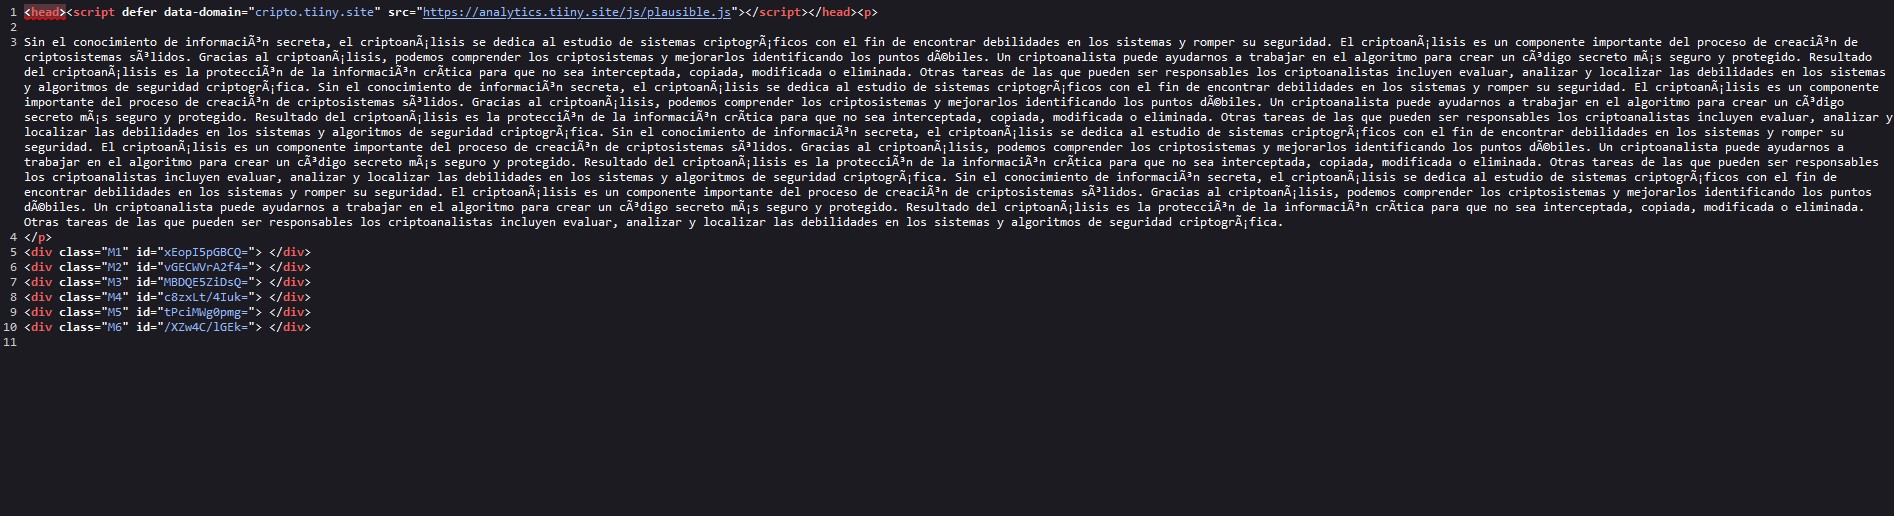 1 <head><script defer data-domain="cripto.tiiny.site" src="https://analytics.tiiny.site/js/plausible.js"></script></head><p>
2
3 Sin el conocimiento de informaciÃ³n secreta, el criptoanÃ¡lisis se dedica al estudio de sistemas criptogrÃ¡ficos con el fin de encontrar debilidades en los sistemas y romper su seguridad. El criptoanÃ¡lisis es un componente importante del proceso de creaciÃ³n de
criptosistemas sÃ³lidos. Gracias al criptoanÃ¡lisis, podemos comprender los criptosistemas y mejorarlos identificando los puntos dÃ©biles. Un criptoanalista puede ayudarnos a trabajar en el algoritmo para crear un cÃ³digo secreto mÃ¡s seguro y protegido. Resultado
del criptoanÃ¡lisis es la protecciÃ³n de la informaciÃ³n crÃ­tica para que no sea interceptada, copiada, modificada o eliminada. Otras tareas de las que pueden ser responsables los criptoanalistas incluyen evaluar, analizar y localizar las debilidades en los sistemas
y algoritmos de seguridad criptogrÃ¡fica. Sin el conocimiento de informaciÃ³n secreta, el criptoanÃ¡lisis se dedica al estudio de sistemas criptogrÃ¡ficos con el fin de encontrar debilidades en los sistemas y romper su seguridad. El criptoanÃ¡lisis es un componente
importante del proceso de creaciÃ³n de criptosistemas sÃ³lidos. Gracias al criptoanÃ¡lisis, podemos comprender los criptosistemas y mejorarlos identificando los puntos dÃ©biles. Un criptoanalista puede ayudarnos a trabajar en el algoritmo para crear un cÃ³digo
secreto mÃ¡s seguro y protegido. Resultado del criptoanÃ¡lisis es la protecciÃ³n de la informaciÃ³n crÃ­tica para que no sea interceptada, copiada, modificada o eliminada. Otras tareas de las que pueden ser responsables los criptoanalistas incluyen evaluar, analizar y
localizar las debilidades en los sistemas y algoritmos de seguridad criptogrÃ¡fica. Sin el conocimiento de informaciÃ³n secreta, el criptoanÃ¡lisis se dedica al estudio de sistemas criptogrÃ¡ficos con el fin de encontrar debilidades en los sistemas y romper su
seguridad. El criptoanÃ¡lisis es un componente importante del proceso de creaciÃ³n de criptosistemas sÃ³lidos. Gracias al criptoanÃ¡lisis, podemos comprender los criptosistemas y mejorarlos identificando los puntos dÃ©biles. Un criptoanalista puede ayudarnos a
trabajar en el algoritmo para crear un cÃ³digo secreto mÃ¡s seguro y protegido. Resultado del criptoanÃ¡lisis es la protecciÃ³n de la informaciÃ³n crÃ­tica para que no sea interceptada, copiada, modificada o eliminada. Otras tareas de las que pueden ser responsables
los criptoanalistas incluyen evaluar, analizar y localizar las debilidades en los sistemas y algoritmos de seguridad criptogrÃ¡fica. Sin el conocimiento de informaciÃ³n secreta, el criptoanÃ¡lisis se dedica al estudio de sistemas criptogrÃ¡ficos con el fin de
encontrar debilidades en los sistemas y romper su seguridad. El criptoanÃ¡lisis es un componente importante del proceso de creaciÃ³n de criptosistemas sÃ³lidos. Gracias al criptoanÃ¡lisis, podemos comprender los criptosistemas y mejorarlos identificando los puntos
dÃ©biles. Un criptoanalista puede ayudarnos a trabajar en el algoritmo para crear un cÃ³digo secreto mÃ¡s seguro y protegido. Resultado del criptoanÃ¡lisis es la protecciÃ³n de la informaciÃ³n crÃ­tica para que no sea interceptada, copiada, modificada o eliminada.
Otras tareas de las que pueden ser responsables los criptoanalistas incluyen evaluar, analizar y localizar las debilidades en los sistemas y algoritmos de seguridad criptogrÃ¡fica.
4 </p>
5 <div class="M1" id="xEopI5pGBCQ="> </div>
6 <div class="M2" id="vGECWVrA2f4="> </div>
7 <div class="M3" id="MBDQE5ZiDsQ="> </div>
8 <div class="M4" id="c8zxLt/4Iuk="> </div>
9 <div class="M5" id="tPciMWg0pmg="> </div>
10 <div class="M6" id="/XZw4C/lGEk="> </div>
11